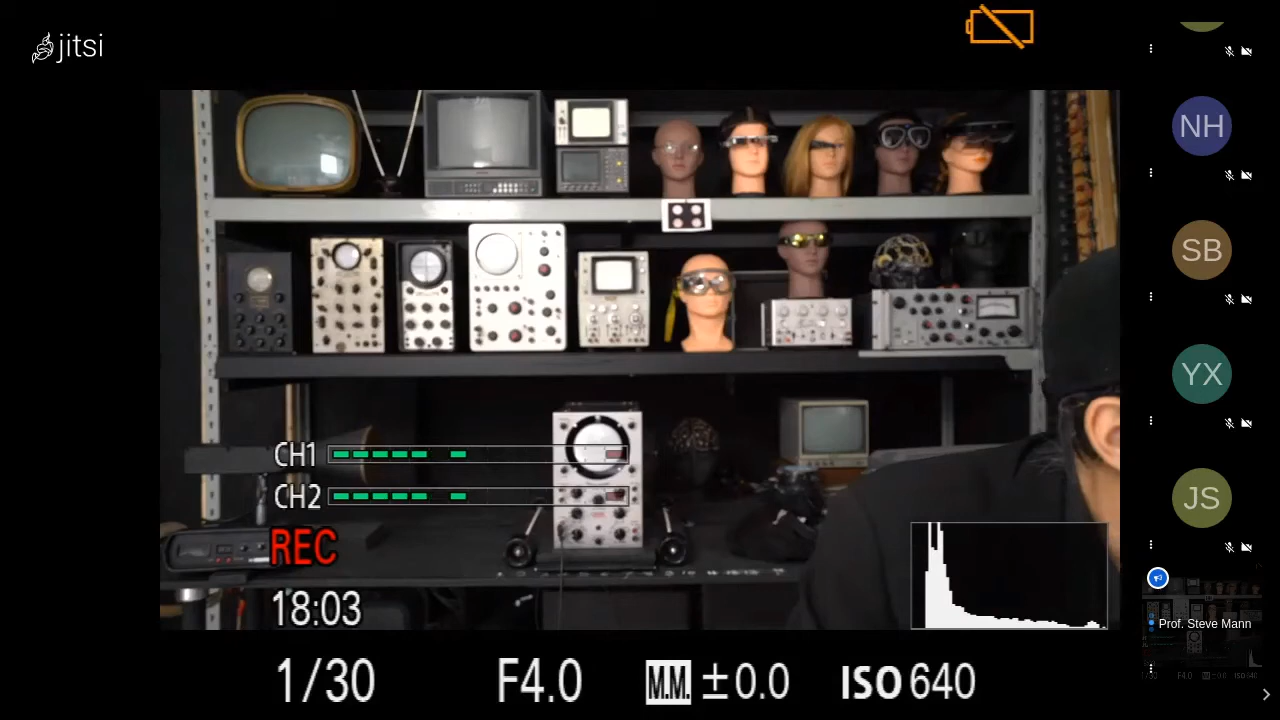 jitsi
NH
SB
YX
JS
Prof. Steve Mann
CH1
CH2
REC
18:03
1/30 F4.0 M.M. ±0.0 ISO 640